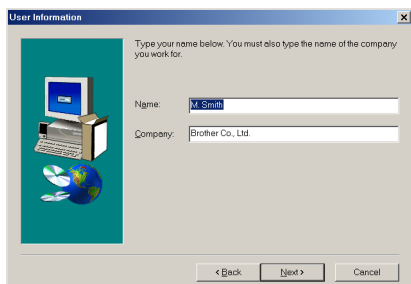 User Information
Type your name below. You must also type the name of the company
you work for.
Name: M. Smith
Company: Brother Co., Ltd.
< Back Next > Cancel